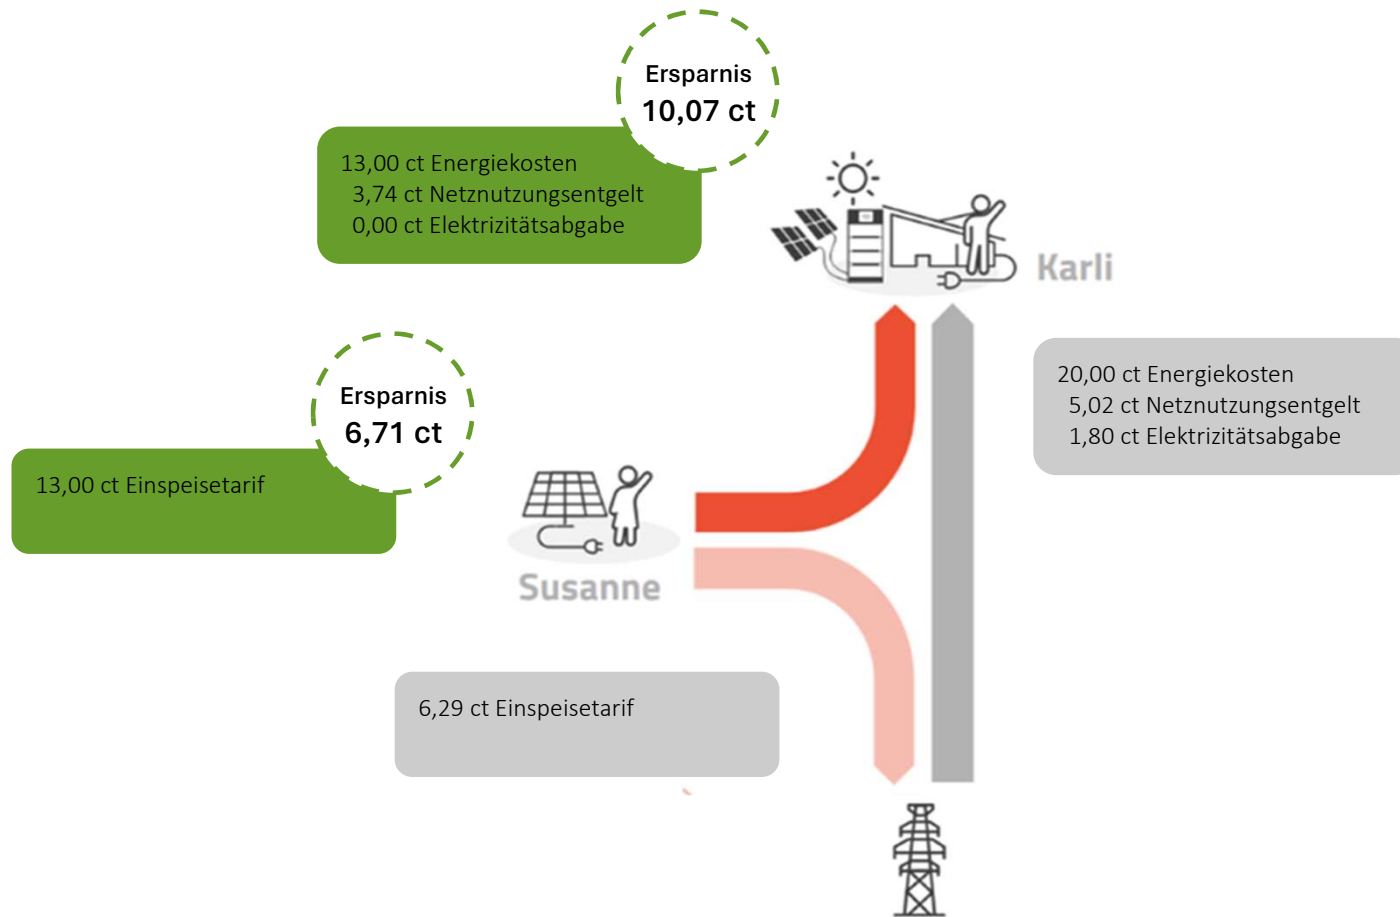 Ersparnis
10,07 ct
13,00 ct Energiekosten
3,74 ct Netznutzungsentgelt
0,00 ct Elektrizitätsabgabe
Karli
20,00 ct Energiekosten
5,02 ct Netznutzungsentgelt
1,80 ct Elektrizitätsabgabe
Ersparnis
6,71 ct
13,00 ct Einspeisetarif
Susanne
6,29 ct Einspeisetarif